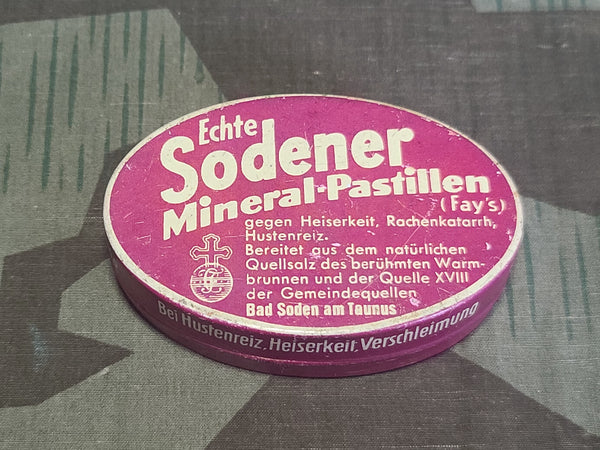 Echte
Sodener
Mineral-Pastillen
(Fay's)
gegen Heiserkeit, Rachenkatarrh,
Hustenreiz.
Bereitet aus dem natürlichen
Quellsalz des berühmten Warm-
brunnen und der Quelle XVIII
der Gemeindequellen
Bad Soden am Taunus
Bei Hustenreiz, Heiserkeit, Verschleimung